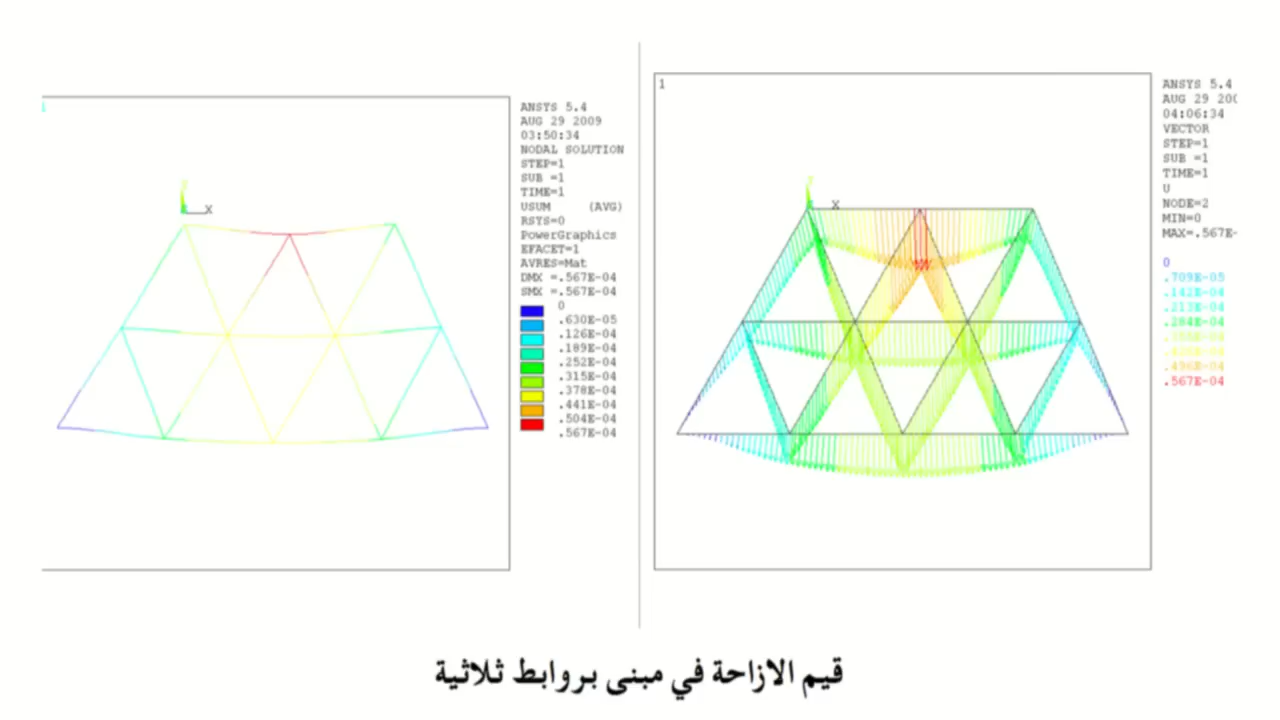 1
ANSYS 5.4
AUG 29 2009
03:50:34
NODAL SOLUTION
STEP=1
SUB =1
TIME=1
USUM (AVG)
RSYS=0
PowerGraphics
EFACET=1
AVRES=Mat
DMX =.567E-04
SMX =.567E-04
0
.630E-05
.126E-04
.189E-04
.252E-04
.315E-04
.378E-04
.441E-04
.504E-04
.567E-04
Y
X
1
ANSYS 5.4
AUG 29 200
04:06:34
VECTOR
STEP=1
SUB =1
TIME=1
U
NODE=2
MIN=0
MAX=.567E-
0
.709E-05
.142E-04
.213E-04
.284E-04
.496E-04
.567E-04
Y
X
قيم الازاحة في مبنى بروابط ثلاثية